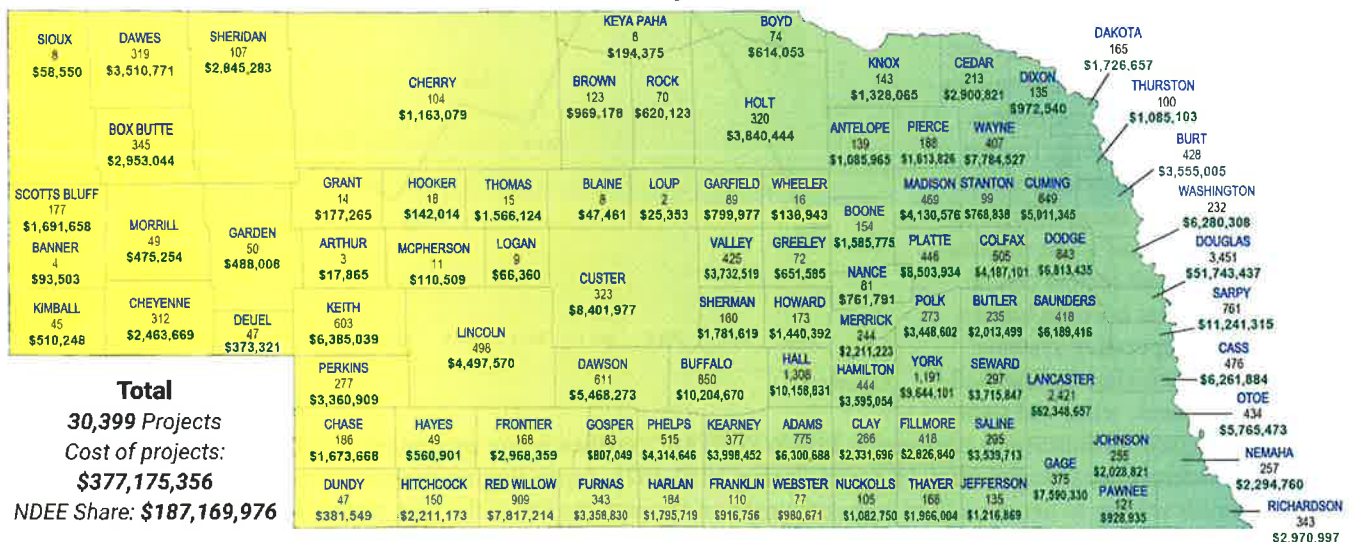 SIOUX
8
$58,550
DAWES
319
$3,510,771
SHERIDAN
107
$2,845,283
CHERRY
104
$1,163,079
KEYA PAHA
8
$194,375
BOYD
74
$614,053
BROWN
123
$969,178
ROCK
70
$620,123
HOLT
320
$3,840,444
KNOX
143
$1,328,065
CEDAR
213
$2,900,821
DIXON
135
$972,540
DAKOTA
165
$1,726,657
THURSTON
100
$1,085,103
BOX BUTTE
345
$2,953,044
ANTELOPE
139
$1,085,965
PIERCE
188
$1,613,826
WAYNE
407
$7,784,527
BURT
428
$3,555,005
SCOTTS BLUFF
177
$1,691,658
MORRILL
49
$475,254
GARDEN
50
$488,008
GRANT
14
$177,265
HOOKER
18
$142,014
THOMAS
15
$1,566,124
BLAINE
8
$47,461
LOUP
2
$25,353
GARFIELD
89
$799,977
WHEELER
16
$136,943
BOONE
154
$1,585,775
MADISON
469
$4,130,576
STANTON
99
$768,838
CUMING
649
$5,011,345
WASHINGTON
232
$6,280,308
BANNER
4
$93,503
ARTHUR
3
$17,865
MCPHERSON
11
$110,509
LOGAN
9
$66,360
CUSTER
323
$8,401,977
VALLEY
425
$3,732,519
GREELEY
72
$651,585
NANCE
81
$761,791
PLATTE
446
$8,503,934
COLFAX
505
$4,187,101
DODGE
843
$6,813,435
DOUGLAS
3,451
$51,743,437
KIMBALL
45
$510,248
CHEYENNE
312
$2,463,669
DEUEL
47
$373,321
KEITH
603
$6,385,039
LINCOLN
498
$4,497,570
SHERMAN
160
$1,781,619
HOWARD
173
$1,440,392
MERRICK
244
$2,211,223
POLK
273
$3,448,602
BUTLER
235
$2,013,499
SAUNDERS
418
$6,189,416
SARPY
761
$11,241,315
PERKINS
277
$3,360,909
DAWSON
611
$5,468,273
BUFFALO
850
$10,204,670
HALL
1,308
$10,158,831
HAMILTON
444
$3,595,054
YORK
1,191
$9,644,101
SEWARD
297
$3,715,847
LANCASTER
2,421
$62,348,657
CASS
476
$6,261,884
OTOE
434
$5,765,473
CHASE
186
$1,673,668
HAYES
49
$560,901
FRONTIER
168
$2,968,359
GOSPER
83
$807,049
PHELPS
515
$4,314,646
KEARNEY
377
$3,998,452
ADAMS
775
$6,300,688
CLAY
266
$2,331,696
FILLMORE
418
$2,826,840
SALINE
295
$3,539,713
GAGE
375
$7,590,330
JOHNSON
255
$2,028,821
NEMAHA
257
$2,294,760
DUNDY
47
$381,549
HITCHCOCK
150
$2,211,173
RED WILLOW
909
$7,817,214
FURNAS
343
$3,358,830
HARLAN
184
$1,795,719
FRANKLIN
110
$916,756
WEBSTER
77
$980,671
NUCKOLLS
105
$1,082,750
THAYER
168
$1,966,004
JEFFERSON
135
$1,216,869
PAWNEE
121
$928,935
RICHARDSON
343
$2,970,997
Total
30,399 Projects
Cost of projects:
$377,175,356
NDEE Share: $187,169,976